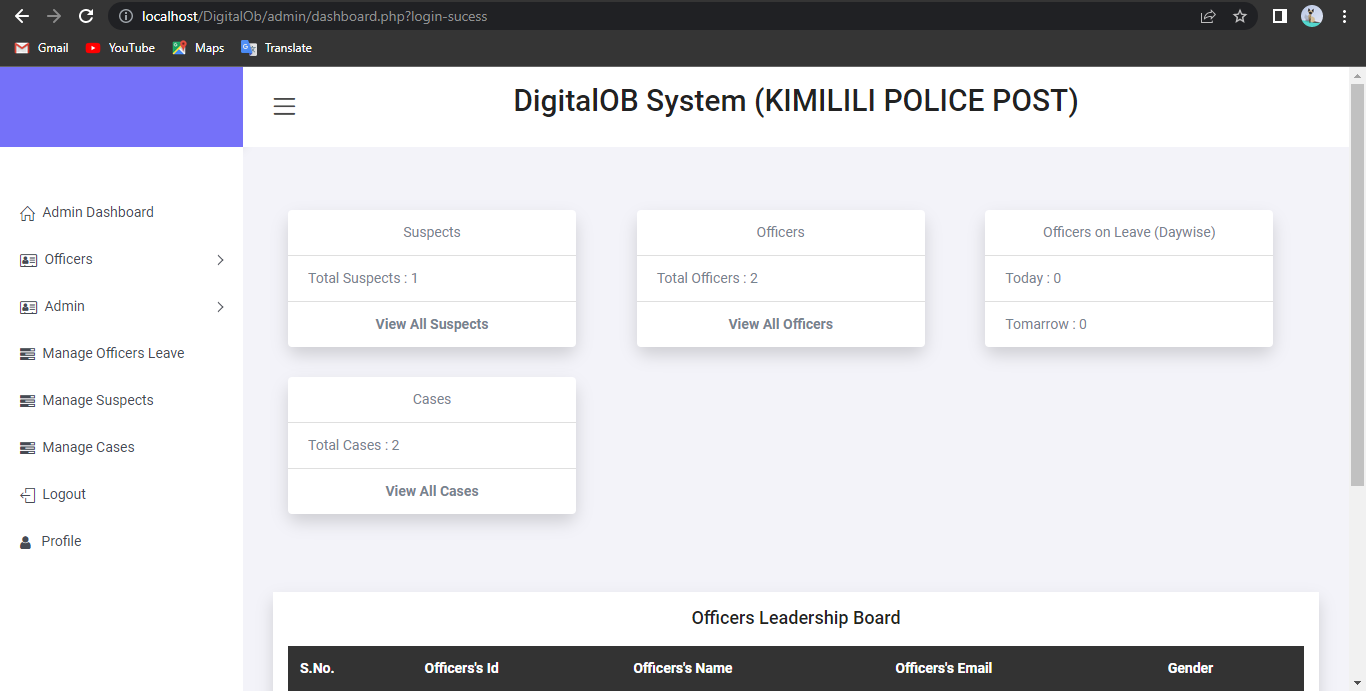 localhost/DigitalOb/admin/dashboard.php?login-sucess
Gmail YouTube Maps Translate
DigitalOB System (KIMILILI POLICE POST)
Admin Dashboard
Officers
Admin
Manage Officers Leave
Manage Suspects
Manage Cases
Logout
Profile
Suspects
Total Suspects : 1
View All Suspects
Officers
Total Officers : 2
View All Officers
Officers on Leave (Daywise)
Today : 0
Tomarrow : 0
Cases
Total Cases : 2
View All Cases
Officers Leadership Board
S.No. Officers's Id Officers's Name Officers's Email Gender